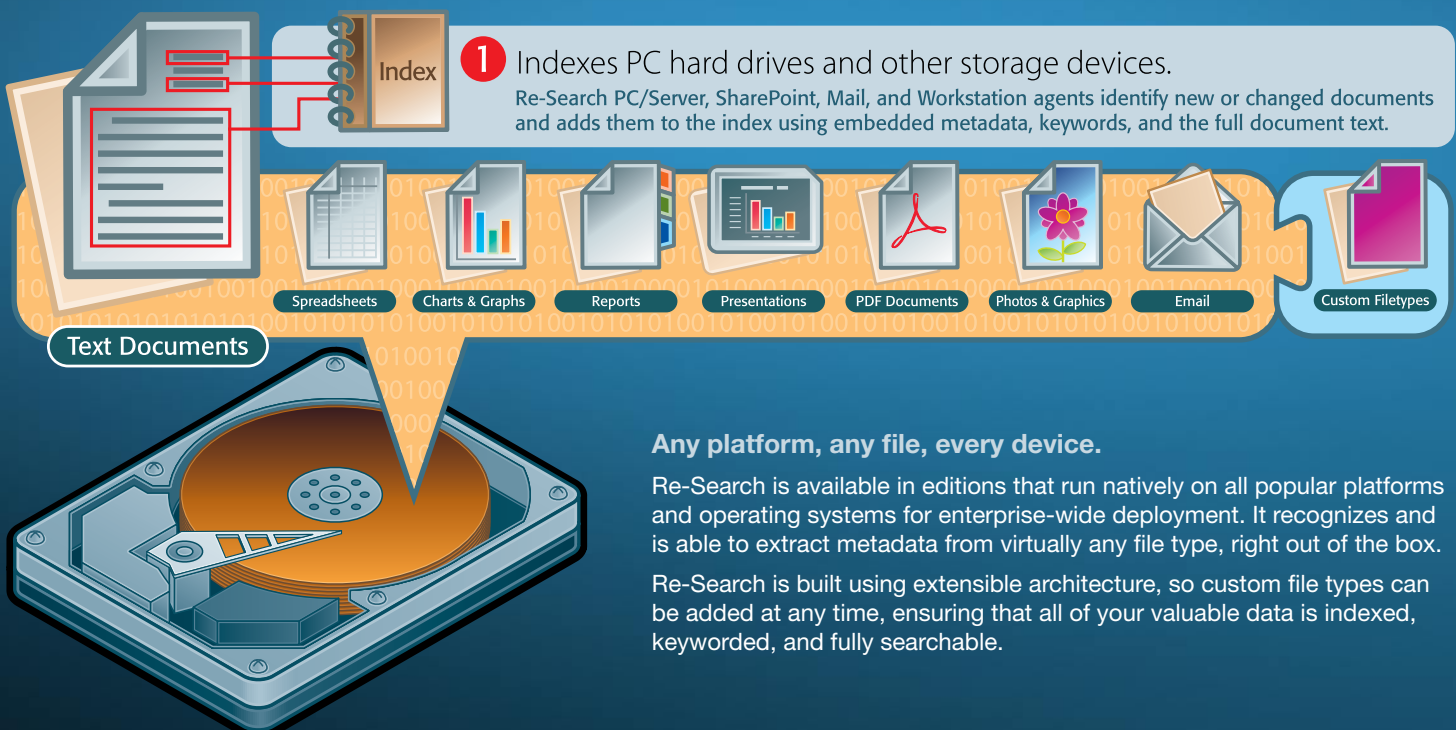 Index
1 Indexes PC hard drives and other storage devices.
Re-Search PC/Server, SharePoint, Mail, and Workstation agents identify new or changed documents
and adds them to the index using embedded metadata, keywords, and the full document text.
Spreadsheets
Charts & Graphs
Reports
Presentations
PDF Documents
Photos & Graphics
Email
Custom Filetypes
Text Documents
Any platform, any file, every device.
Re-Search is available in editions that run natively on all popular platforms
and operating systems for enterprise-wide deployment. It recognizes and
is able to extract metadata from virtually any file type, right out of the box.
Re-Search is built using extensible architecture, so custom file types can
be added at any time, ensuring that all of your valuable data is indexed,
keyworded, and fully searchable.